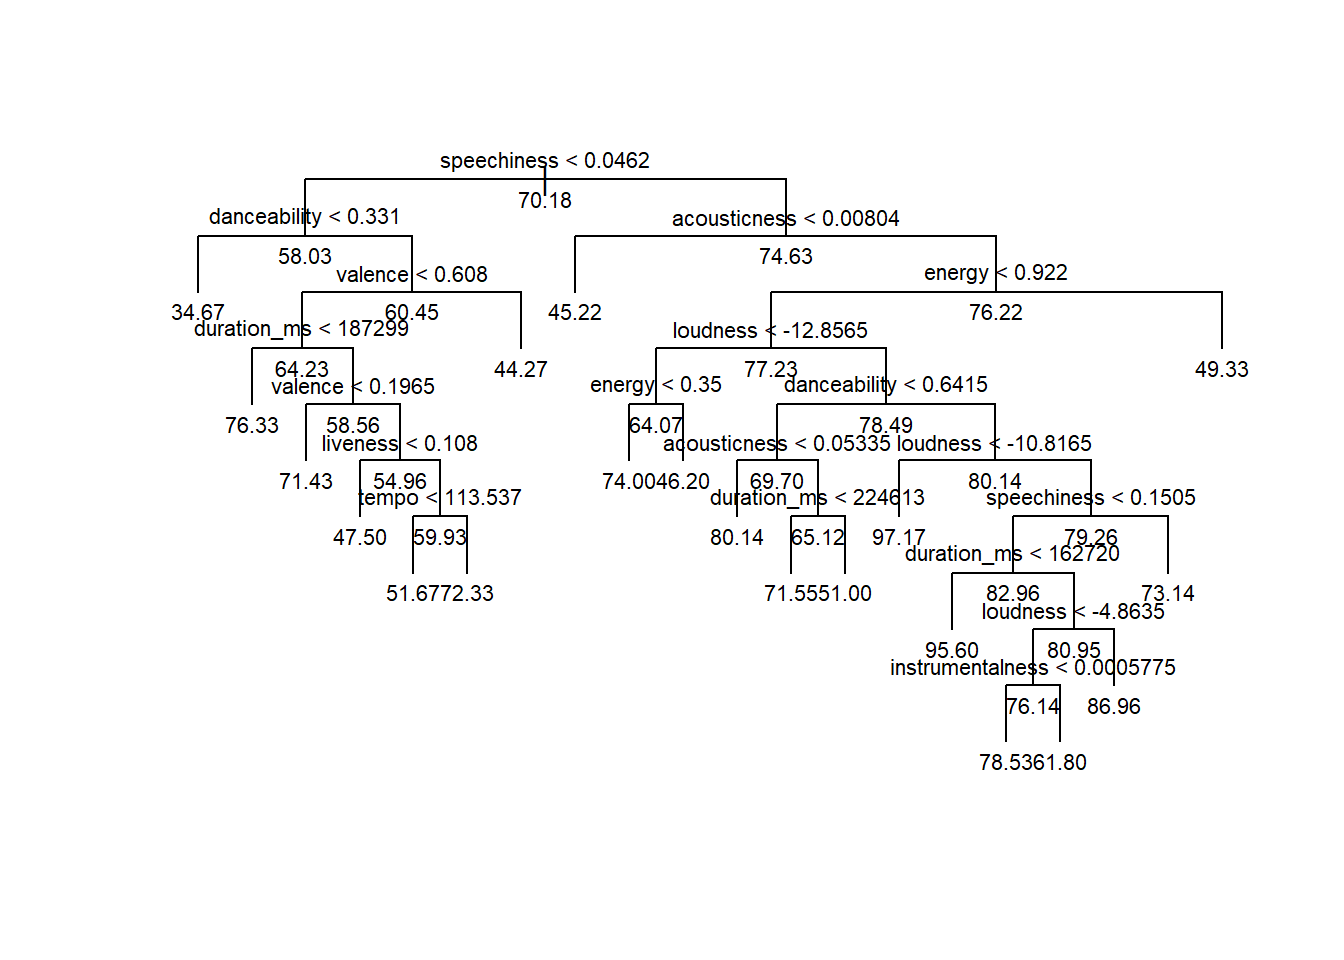 speechiness < 0.0462
70.18
danceability < 0.331
acousticness < 0.00804
58.03
74.63
valence < 0.608
energy < 0.922
34.67
60.45
45.22
76.22
duration_ms < 187299
loudness < -12.8565
64.23
44.27
77.23
49.33
valence < 0.1965
energy < 0.35
danceability < 0.6415
76.33
58.56
64.07
78.49
liveness < 0.108
acousticness < 0.05335
loudness < -10.8165
71.43
54.96
74.00
46.20
69.70
80.14
tempo < 113.537
duration_ms < 224613
speechiness < 0.1505
47.50
59.93
80.14
65.12
97.17
79.26
duration_ms < 162720
51.67
72.33
71.55
51.00
82.96
73.14
loudness < -4.8635
95.60
80.95
instrumentalness < 0.0005775
76.14
86.96
78.53
61.80